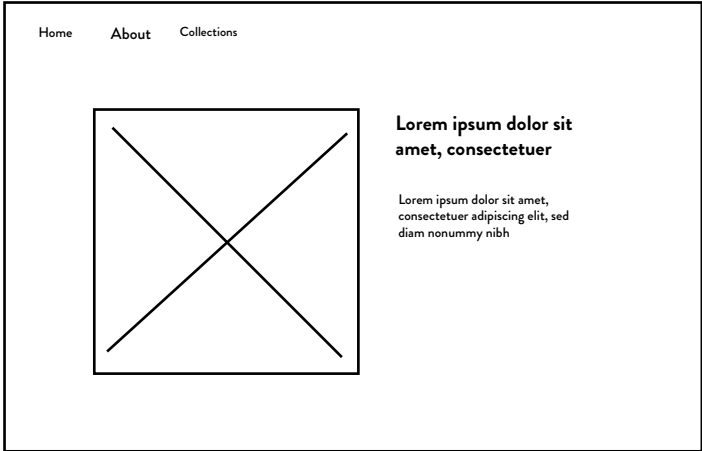 Home About Collections
Lorem ipsum dolor sit
amet, consectetuer
Lorem ipsum dolor sit amet,
consectetuer adipiscing elit, sed
diam nonummy nibh